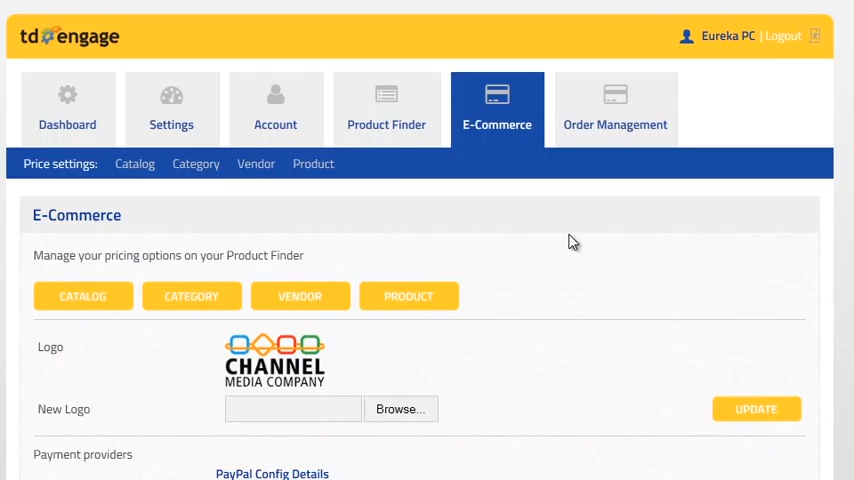 td engage
Eureka PC | Logout
Dashboard Settings Account Product Finder E-Commerce Order Management
Price settings: Catalog Category Vendor Product
E-Commerce
Manage your pricing options on your Product Finder
CATALOG CATEGORY VENDOR PRODUCT
Logo
CHANNEL
MEDIA COMPANY
New Logo Browse... UPDATE
Payment providers
PayPal Config Details